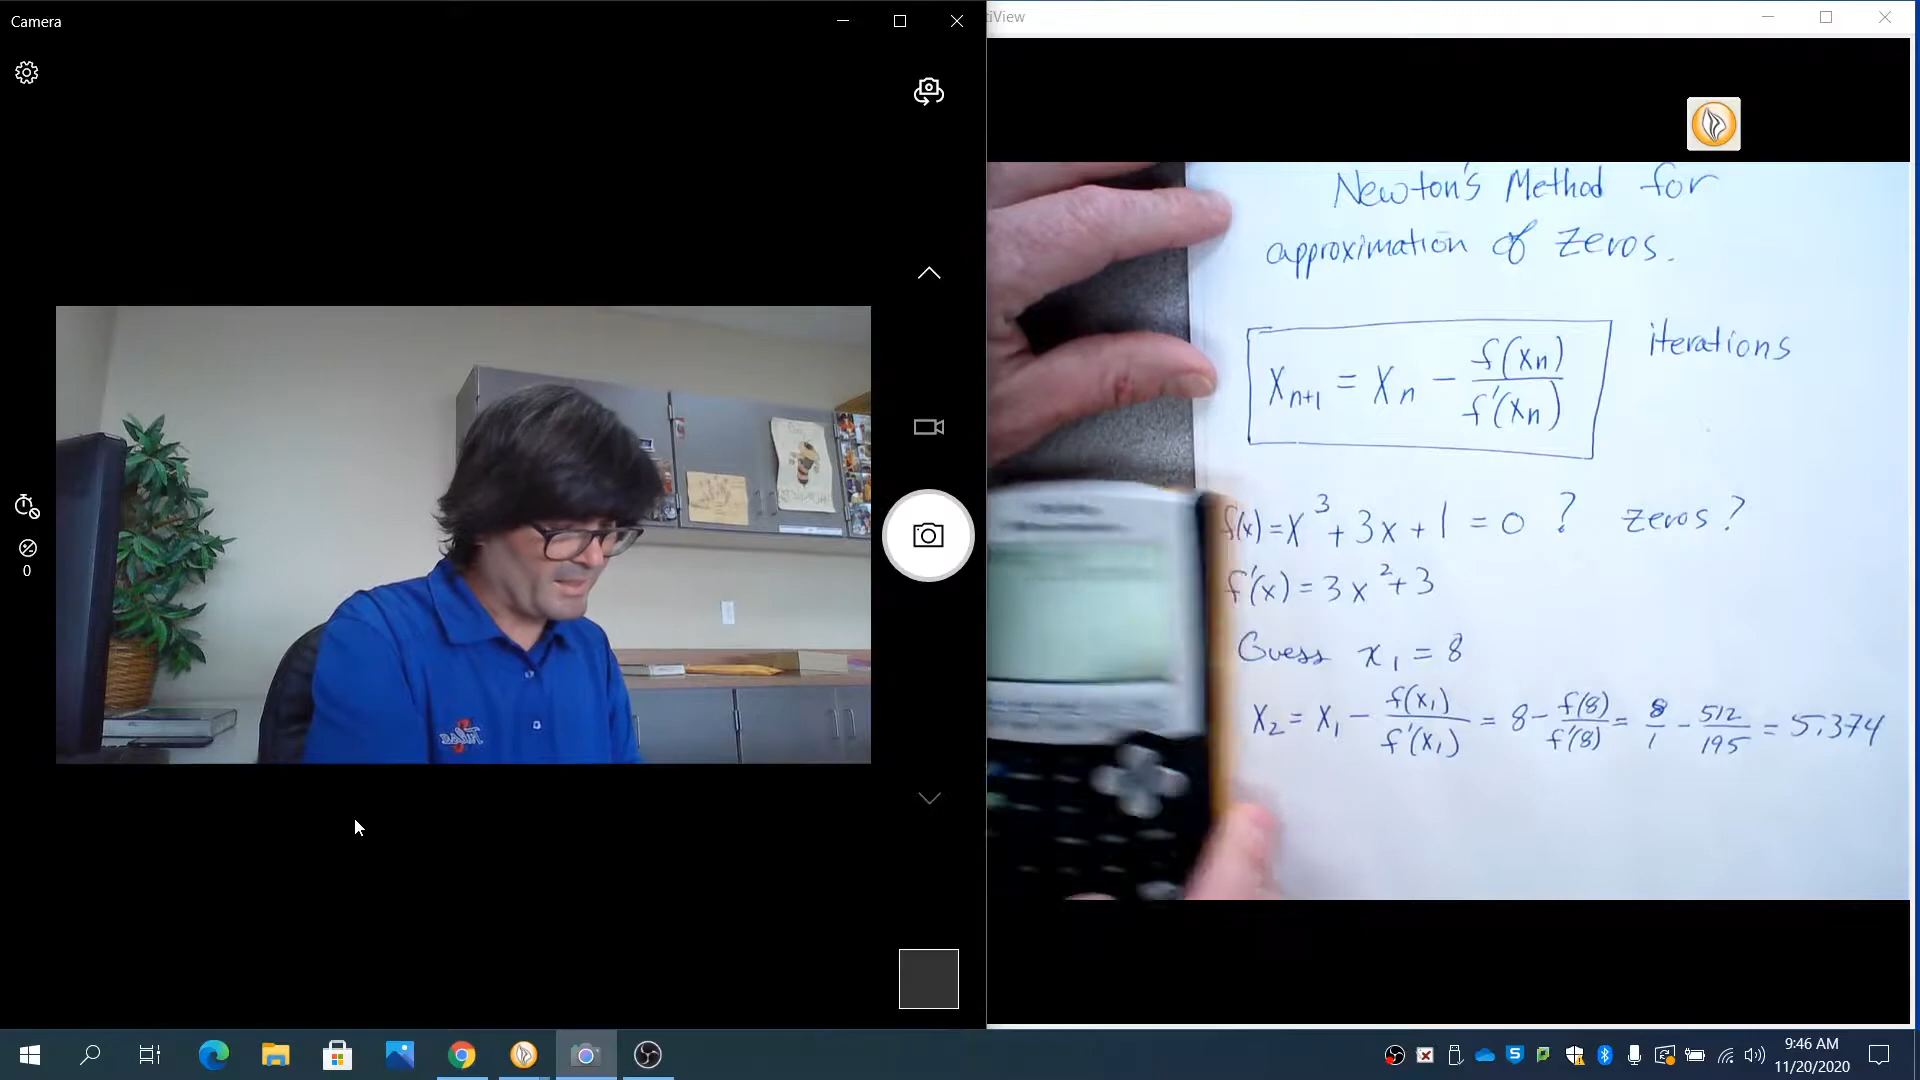 Camera
tiView
0
Newton's Method for
approximation of zeros.
Xn+1 = Xn - f(xn)/f'(xn)
iterations
f(x) = x³ + 3x + 1 = 0 ? zeros?
f'(x) = 3x² + 3
Guess x₁ = 8
X₂ = X₁ - f(x₁)/f'(x₁) = 8 - f(8)/f'(8) = 8/1 - 512/195 = 5.374
Tulsa
9:46 AM
11/20/2020